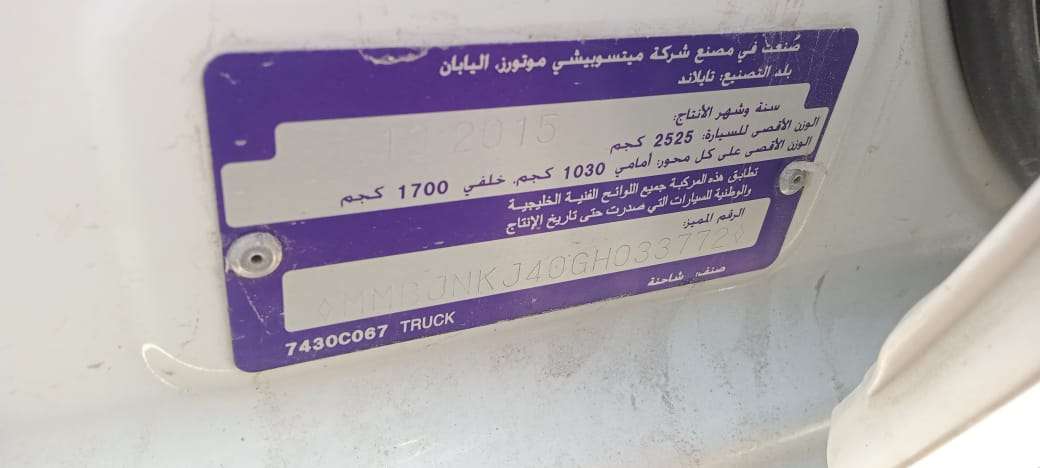 صُنعت في مصنع شركة ميتسوبيشي موتورز، اليابان
بلد التصنيع: تايلاند
سنة وشهر الأنتاج:
2015
الوزن الأقصى للسيارة: 2525 كجم
الوزن الأقصى على كل محور: أمامي 1030 كجم. خلفي 1700 كجم
تطابق هذه المركبة جميع اللوائح الفنية الخليجية
والوطنية للسيارات التي صدرت حتى تاريخ الإنتاج
الرقم المميز:
◊MMBJNKJ40GH033772◊
صنف: شاحنة
7430C067 TRUCK